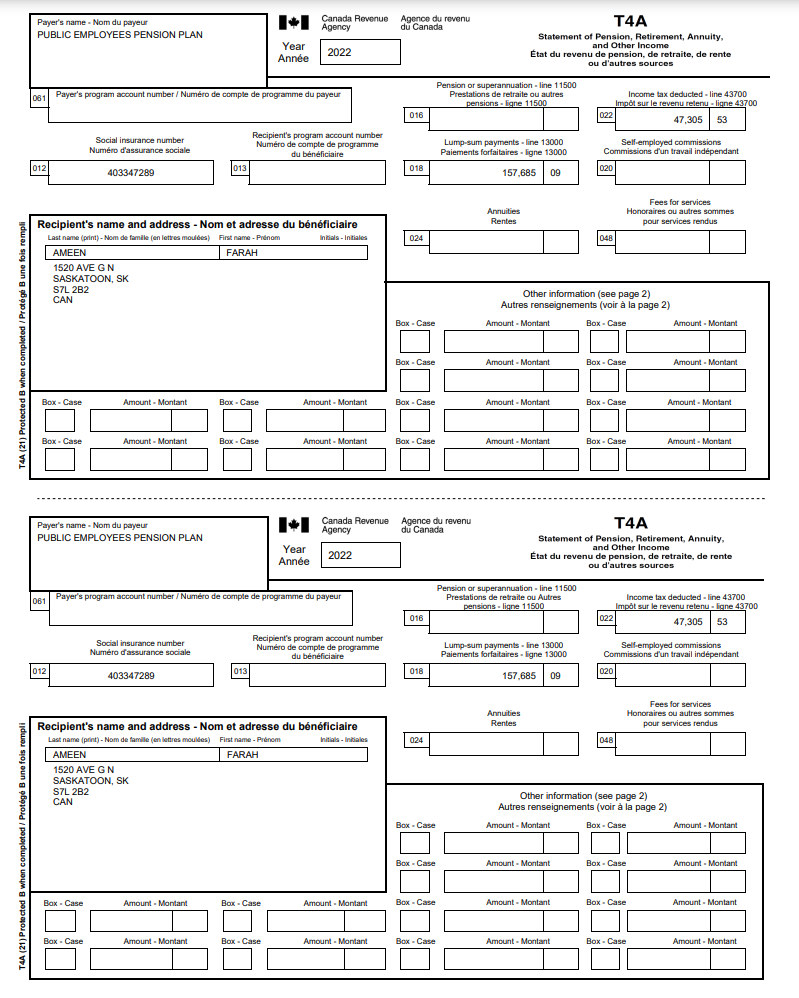 Payer's name - Nom du payeur
PUBLIC EMPLOYEES PENSION PLAN
Canada Revenue Agency
Agence du revenu du Canada
Year
Année
2022
T4A
Statement of Pension, Retirement, Annuity,
and Other Income
État du revenu de pension, de retraite, de rente
ou d'autres sources
061
Payer's program account number / Numéro de compte de programme du payeur
Pension or superannuation - line 11500
Prestations de retraite ou autres
pensions - ligne 11500
016
Income tax deducted - line 43700
Impôt sur le revenu retenu - ligne 43700
022
47,305 53
Social insurance number
Numéro d'assurance sociale
012
403347289
Recipient's program account number
Numéro de compte de programme
du bénéficiaire
013
Lump-sum payments - line 13000
Paiements forfaitaires - ligne 13000
018
157,685 09
Self-employed commissions
Commissions d'un travail indépendant
020
Recipient's name and address - Nom et adresse du bénéficiaire
Last name (print) - Nom de famille (en lettres moulées) First name - Prénom Initials - Initiales
AMEEN FARAH
1520 AVE G N
SASKATOON, SK
S7L 2B2
CAN
Annuities
Rentes
024
Fees for services
Honoraires ou autres sommes
pour services rendus
048
Other information (see page 2)
Autres renseignements (voir à la page 2)
Box - Case Amount - Montant Box - Case Amount - Montant
Box - Case Amount - Montant Box - Case Amount - Montant
Box - Case Amount - Montant Box - Case Amount - Montant Box - Case Amount - Montant Box - Case Amount - Montant
Box - Case Amount - Montant Box - Case Amount - Montant Box - Case Amount - Montant Box - Case Amount - Montant
T4A (21) Protected B when completed / Protégé B une fois rempli
Payer's name - Nom du payeur
PUBLIC EMPLOYEES PENSION PLAN
Canada Revenue Agency
Agence du revenu du Canada
Year
Année
2022
T4A
Statement of Pension, Retirement, Annuity,
and Other Income
État du revenu de pension, de retraite, de rente
ou d'autres sources
061
Payer's program account number / Numéro de compte de programme du payeur
Pension or superannuation - line 11500
Prestations de retraite ou Autres
pensions - ligne 11500
016
Income tax deducted - line 43700
Impôt sur le revenu retenu - ligne 43700
022
47,305 53
Social insurance number
Numéro d'assurance sociale
012
403347289
Recipient's program account number
Numéro de compte de programme
du bénéficiaire
013
Lump-sum payments - line 13000
Paiements forfaitaires - ligne 13000
018
157,685 09
Self-employed commissions
Commissions d'un travail indépendant
020
Recipient's name and address - Nom et adresse du bénéficiaire
Last name (print) - Nom de famille (en lettres moulées) First name - Prénom Initials - Initiales
AMEEN FARAH
1520 AVE G N
SASKATOON, SK
S7L 2B2
CAN
Annuities
Rentes
024
Fees for services
Honoraires ou autres sommes
pour services rendus
048
Other information (see page 2)
Autres renseignements (voir à la page 2)
Box - Case Amount - Montant Box - Case Amount - Montant
Box - Case Amount - Montant Box - Case Amount - Montant
Box - Case Amount - Montant Box - Case Amount - Montant Box - Case Amount - Montant Box - Case Amount - Montant
Box - Case Amount - Montant Box - Case Amount - Montant Box - Case Amount - Montant Box - Case Amount - Montant
T4A (21) Protected B when completed / Protégé B une fois rempli